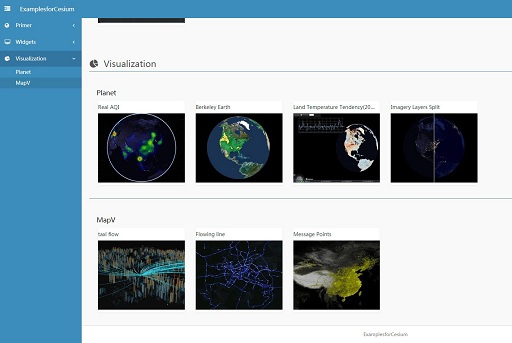 ExamplesforCesium
Primer
Widgets
Visualization
Planet
MapV
Visualization
Planet
Real AQI
Berkeley Earth
Land Temperature Tendency(20...
Imagery Layers Split
MapV
taxi flow
Flowing line
Message Points
ExamplesforCesium